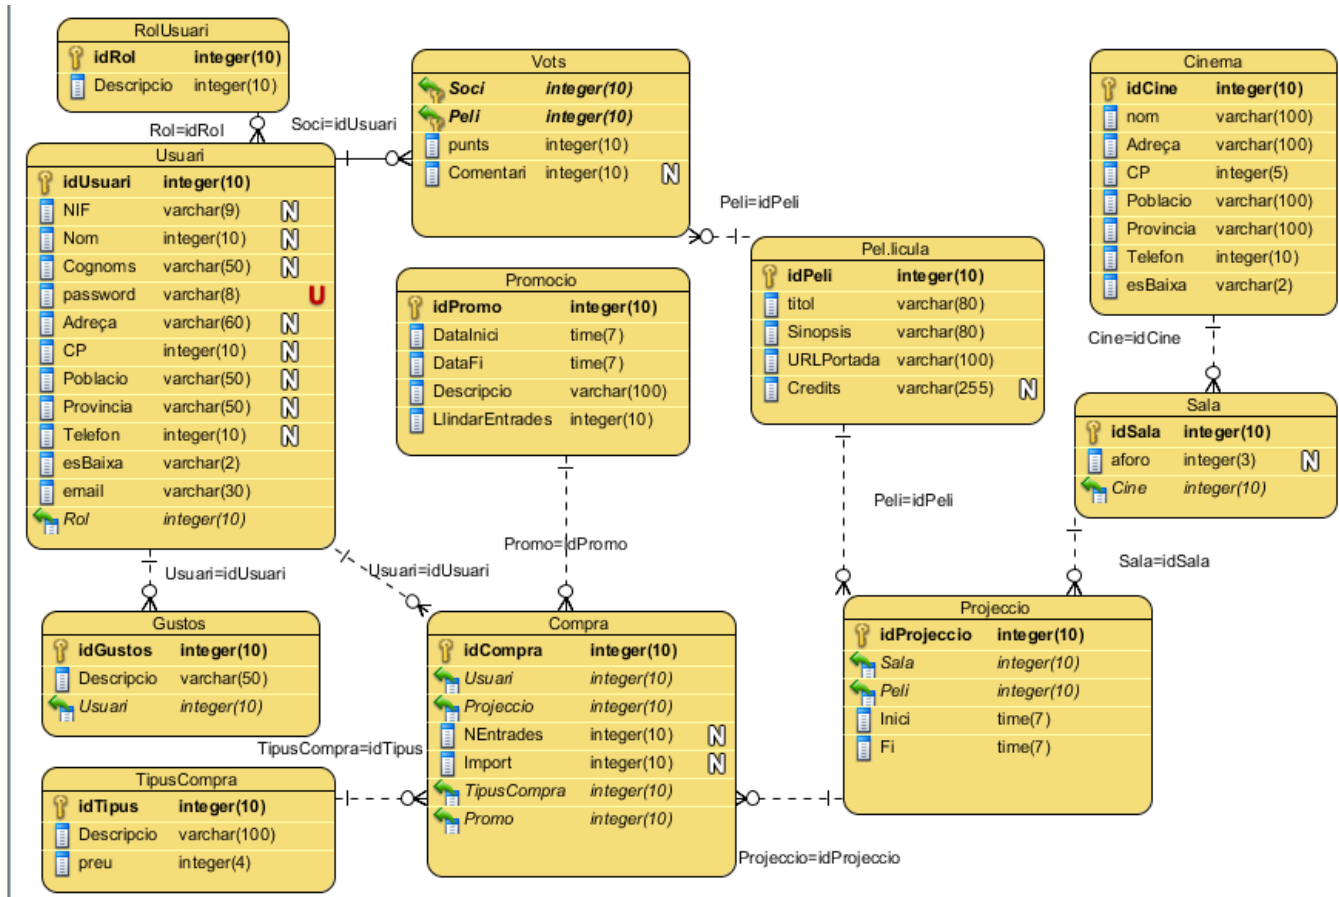 RolUsuari
idRol integer(10)
Descripcio integer(10)
Rol=idRol
Soci=idUsuari
Usuari
idUsuari integer(10)
NIF varchar(9) N
Nom integer(10) N
Cognoms varchar(50) N
password varchar(8) U
Adreça varchar(60) N
CP integer(10) N
Poblacio varchar(50) N
Provincia varchar(50) N
Telefon integer(10) N
esBaixa varchar(2)
email varchar(30)
Rol integer(10)
Usuari=idUsuari
Usuari=idUsuari
Gustos
idGustos integer(10)
Descripcio varchar(50)
Usuari integer(10)
TipusCompra=idTipus
TipusCompra
idTipus integer(10)
Descripcio varchar(100)
preu integer(4)
Vots
Soci integer(10)
Peli integer(10)
punts integer(10)
Comentari integer(10) N
Peli=idPeli
Promocio
idPromo integer(10)
DataInici time(7)
DataFi time(7)
Descripcio varchar(100)
LlindarEntrades integer(10)
Promo=idPromo
Compra
idCompra integer(10)
Usuari integer(10)
Projeccio integer(10)
NEntrades integer(10) N
Import integer(10) N
TipusCompra integer(10)
Promo integer(10)
Pel.licula
idPeli integer(10)
titol varchar(80)
Sinopsis varchar(80)
URLPortada varchar(100)
Credits varchar(255) N
Peli=idPeli
Cinema
idCine integer(10)
nom varchar(100)
Adreça varchar(100)
CP integer(5)
Poblacio varchar(100)
Provincia varchar(100)
Telefon integer(10)
esBaixa varchar(2)
Cine=idCine
Sala
idSala integer(10)
aforo integer(3) N
Cine integer(10)
Sala=idSala
Projeccio
idProjeccio integer(10)
Sala integer(10)
Peli integer(10)
Inici time(7)
Fi time(7)
Projeccio=idProjeccio